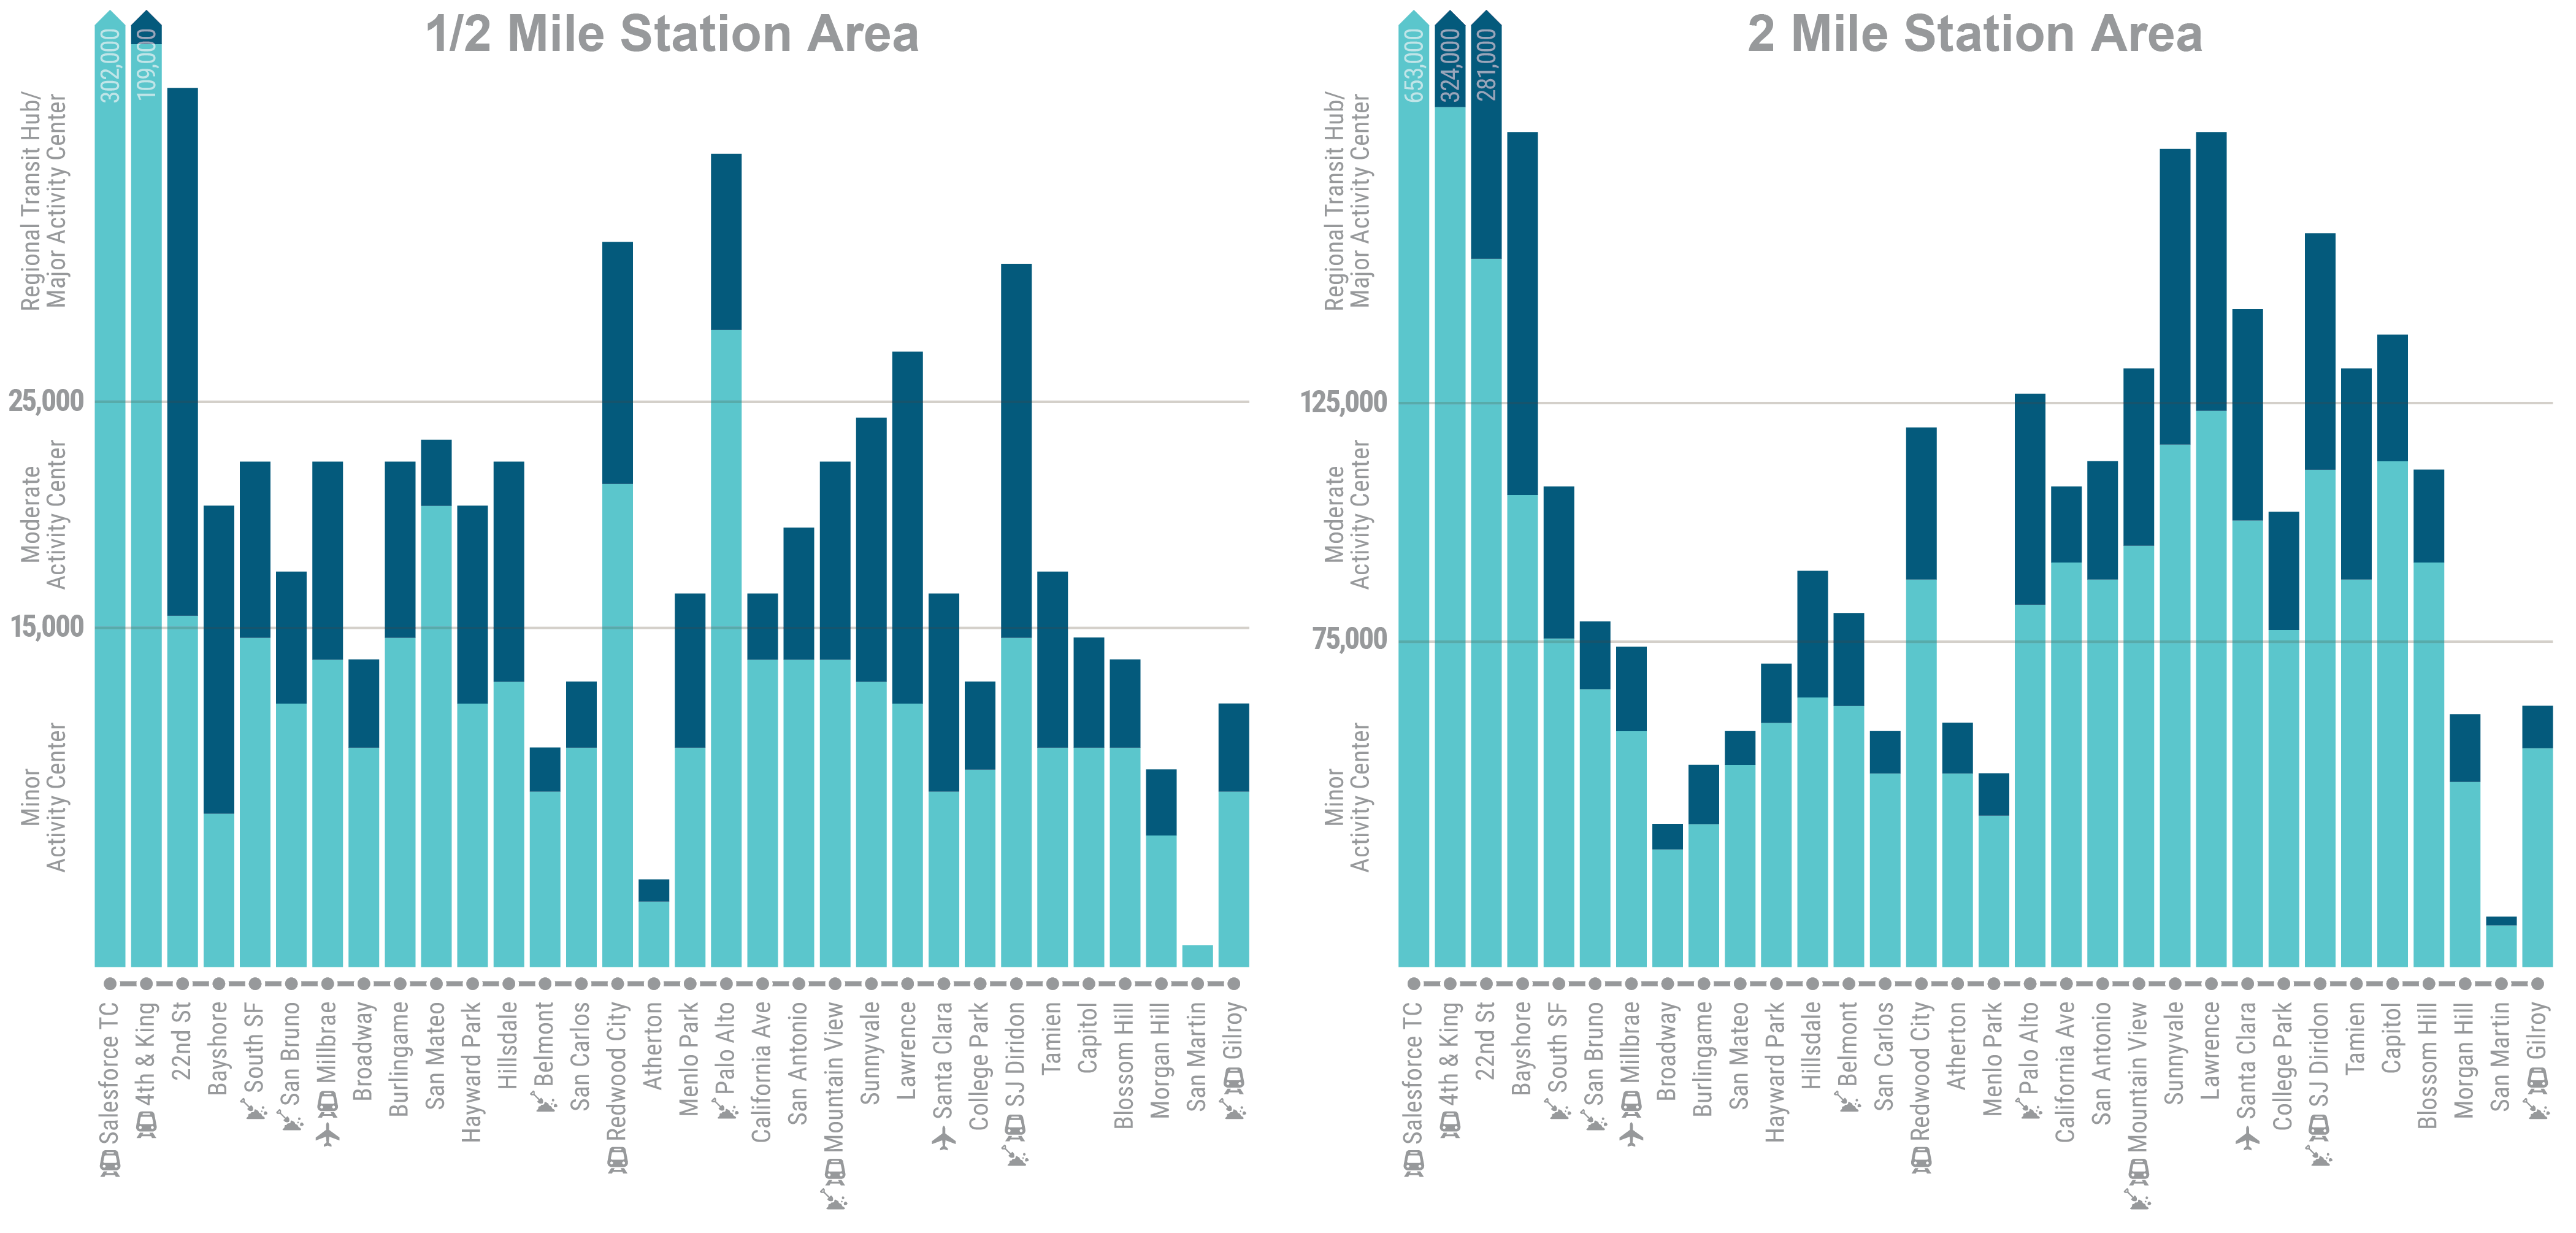 1/2 Mile Station Area
302,000
109,000
Regional Transit Hub/
Major Activity Center
25,000
Moderate
Activity Center
15,000
Minor
Activity Center
Salesforce TC
4th & King
22nd St
Bayshore
South SF
San Bruno
Millbrae
Broadway
Burlingame
San Mateo
Hayward Park
Hillsdale
Belmont
San Carlos
Redwood City
Atherton
Menlo Park
Palo Alto
California Ave
San Antonio
Mountain View
Sunnyvale
Lawrence
Santa Clara
College Park
SJ Diridon
Tamien
Capitol
Blossom Hill
Morgan Hill
San Martin
Gilroy
2 Mile Station Area
653,000
324,000
281,000
Regional Transit Hub/
Major Activity Center
125,000
Moderate
Activity Center
75,000
Minor
Activity Center
Salesforce TC
4th & King
22nd St
Bayshore
South SF
San Bruno
Millbrae
Broadway
Burlingame
San Mateo
Hayward Park
Hillsdale
Belmont
San Carlos
Redwood City
Atherton
Menlo Park
Palo Alto
California Ave
San Antonio
Mountain View
Sunnyvale
Lawrence
Santa Clara
College Park
SJ Diridon
Tamien
Capitol
Blossom Hill
Morgan Hill
San Martin
Gilroy